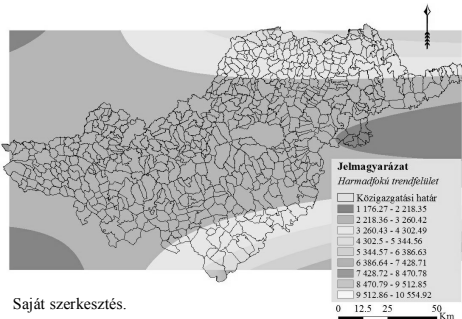 Jelmagyarázat
Harmadfokú trendfelület
Közigazgatási határ
1 176.27 - 2 218.35
2 218.36 - 3 260.42
3 260.43 - 4 302.49
4 302.5 - 5 344.56
5 344.57 - 6 386.63
6 386.64 - 7 428.71
7 428.72 - 8 470.78
8 470.79 - 9 512.85
9 512.86 - 10 554.92
Saját szerkesztés.
0 12.5 25 50
Km